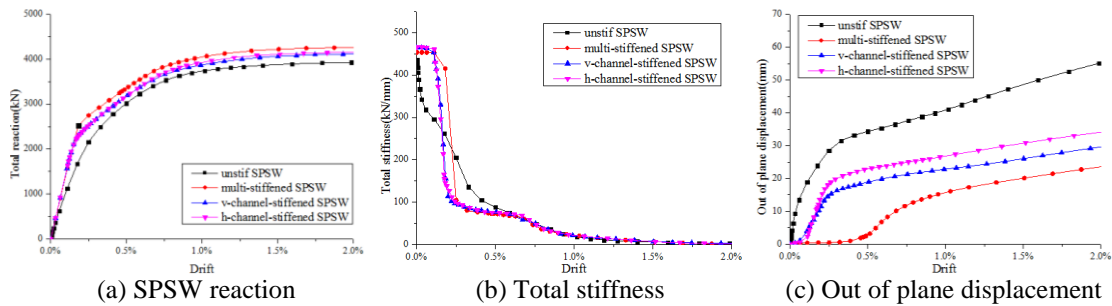 5000
4000
3000
2000
1000
0
Total reaction(kN)
0.0% 0.5% 1.0% 1.5% 2.0%
Drift
unstif SPSW
multi-stiffened SPSW
v-channel-stiffened SPSW
h-channel-stiffened SPSW
(a) SPSW reaction
500
400
300
200
100
0
Total stiffness(kN/mm)
0.0% 0.5% 1.0% 1.5% 2.0%
Drift
unstif SPSW
multi-stiffened SPSW
v-channel-stiffened SPSW
h-channel-stiffened SPSW
(b) Total stiffness
70
60
50
40
30
20
10
0
Out of plane displacement(mm)
0.0% 0.5% 1.0% 1.5% 2.0%
Drift
unstif SPSW
multi-stiffened SPSW
v-channel-stiffened SPSW
h-channel-stiffened SPSW
(c) Out of plane displacement